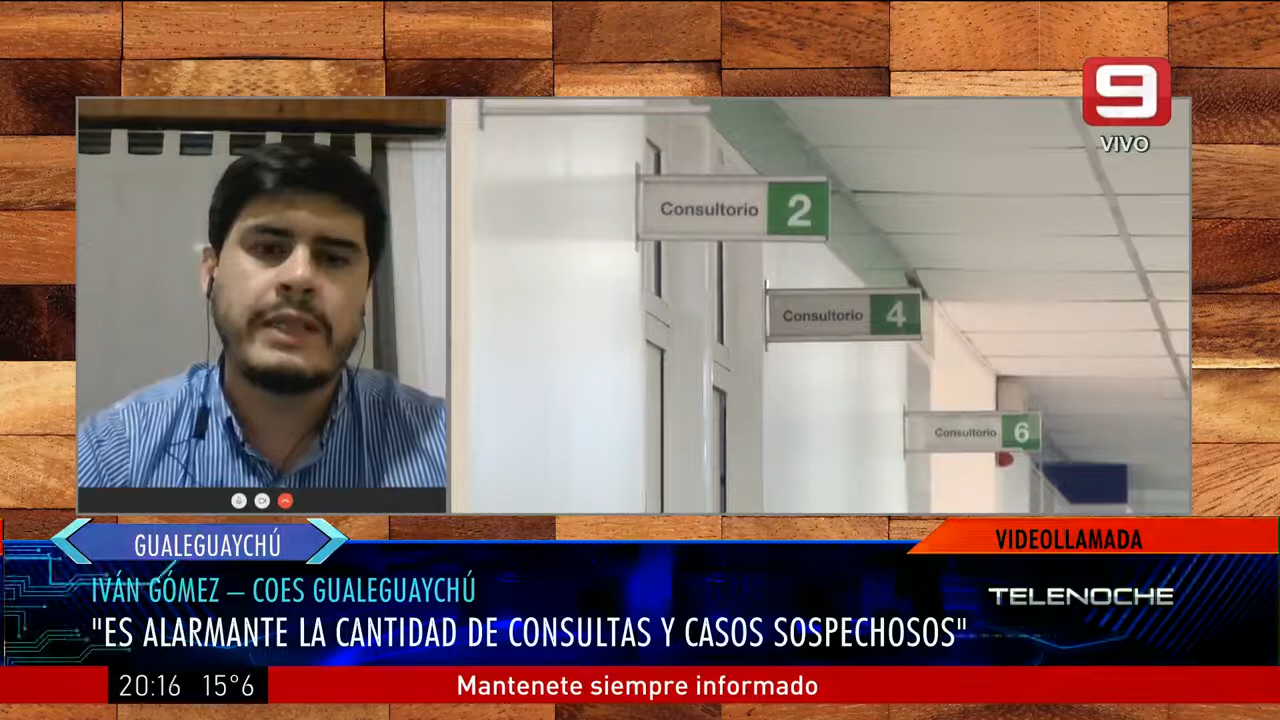 9
VIVO
Consultorio 2
Consultorio 4
Consultorio 6
GUALEGUAYCHÚ
VIDEOLLAMADA
IVÁN GÓMEZ – COES GUALEGUAYCHÚ
TELENOCHE
"ES ALARMANTE LA CANTIDAD DE CONSULTAS Y CASOS SOSPECHOSOS"
20:16 15°6
Mantenete siempre informado